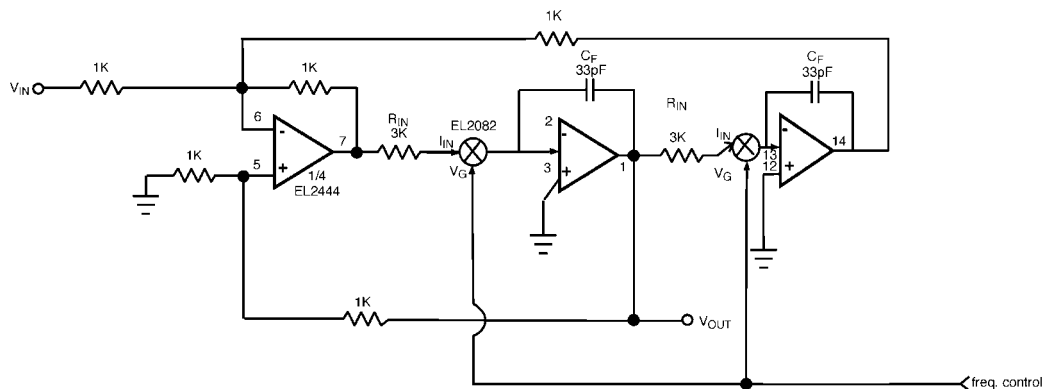 1K
1K
1K
C_F
33pF
C_F
33pF
V_IN
6
-
7
R_IN
3K
EL2082
I_IN
2
-
R_IN
3K
I_IN
-
14
1K
5
+
1/4
EL2444
V_G
3
+
1
V_G
13
12
+
1K
V_OUT
freq. control